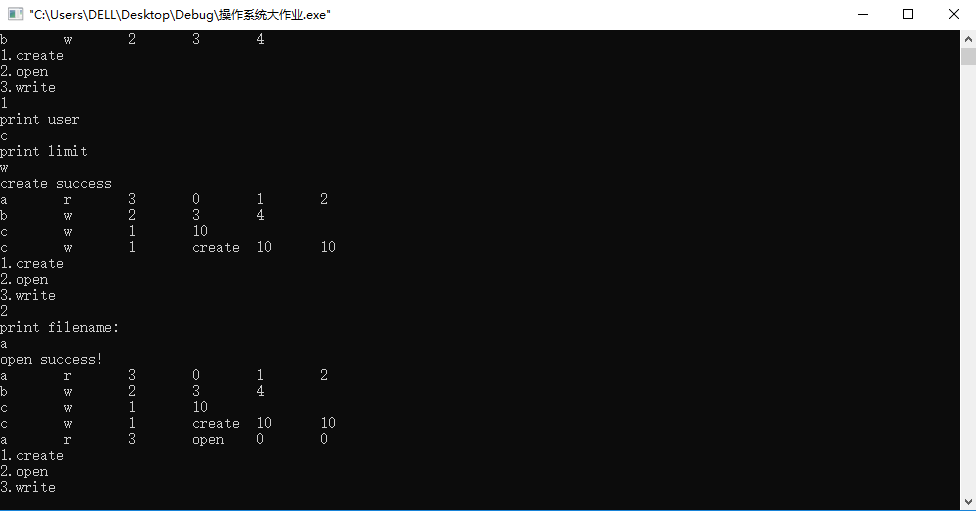 "C:\Users\DELL\Desktop\Debug\操作系统大作业.exe"
b w 2 3 4
1.create
2.open
3.write
1
print user
c
print limit
w
create success
a r 3 0 1 2
b w 2 3 4
c w 1 10
c w 1 create 10 10
1.create
2.open
3.write
2
print filename:
a
open success!
a r 3 0 1 2
b w 2 3 4
c w 1 10
c w 1 create 10 10
a r 3 open 0 0
1.create
2.open
3.write